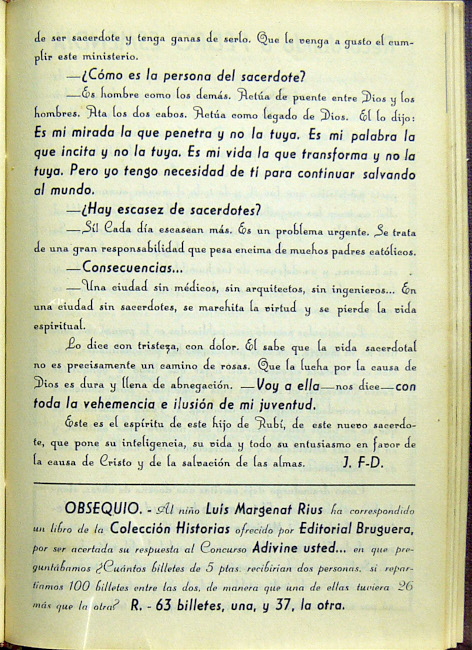 de ser sacerdote y tenga ganas de serlo. Que le venga a gusto el cum-
plir este ministerio.
—¿Cómo es la persona del sacerdote?
—Es hombre como los demás. Actúa de puente entre Dios y los
hombres. Ata los dos cabos. Actúa como legado de Dios. El lo dijo:
Es mi mirada la que penetra y no la tuya. Es mi palabra la
que incita y no la tuya. Es mi vida la que transforma y no la
tuya. Pero yo tengo necesidad de ti para continuar salvando
al mundo.
—¿Hay escasez de sacerdotes?
—¡Sí! Cada día escasean más. Es un problema urgente. Se trata
de una gran responsabilidad que pesa encima de muchos padres católicos.
—Consecuencias...
—Una ciudad sin médicos, sin arquitectos, sin ingenieros... En
una ciudad sin sacerdotes, se marchita la virtud y se pierde la vida
espiritual.
Lo dice con tristeza, con dolor. El sabe que la vida sacerdotal
no es precisamente un camino de rosas. Que la lucha por la causa de
Dios es dura y llena de abnegación. —Voy a ella—nos dice—con
toda la vehemencia e ilusión de mi juventud.
Este es el espíritu de este hijo de Rubí, de este nuevo sacerdo-
te, que pone su inteligencia, su vida y todo su entusiasmo en favor de
la causa de Cristo y de la salvación de las almas. J. F-D.
OBSEQUIO. - Al niño Luís Margenat Rius ha correspondido
un libro de la Colección Historias ofrecido por Editorial Bruguera,
por ser acertada su respuesta al Concurso Adivine usted... en que pre-
guntábamos ¿Cuántos billetes de 5 ptas. recibirían dos personas, si repar-
tíamos 100 billetes entre las dos, de manera que una de ellas tuviera 26
más que la otra? R. - 63 billetes, una, y 37, la otra.